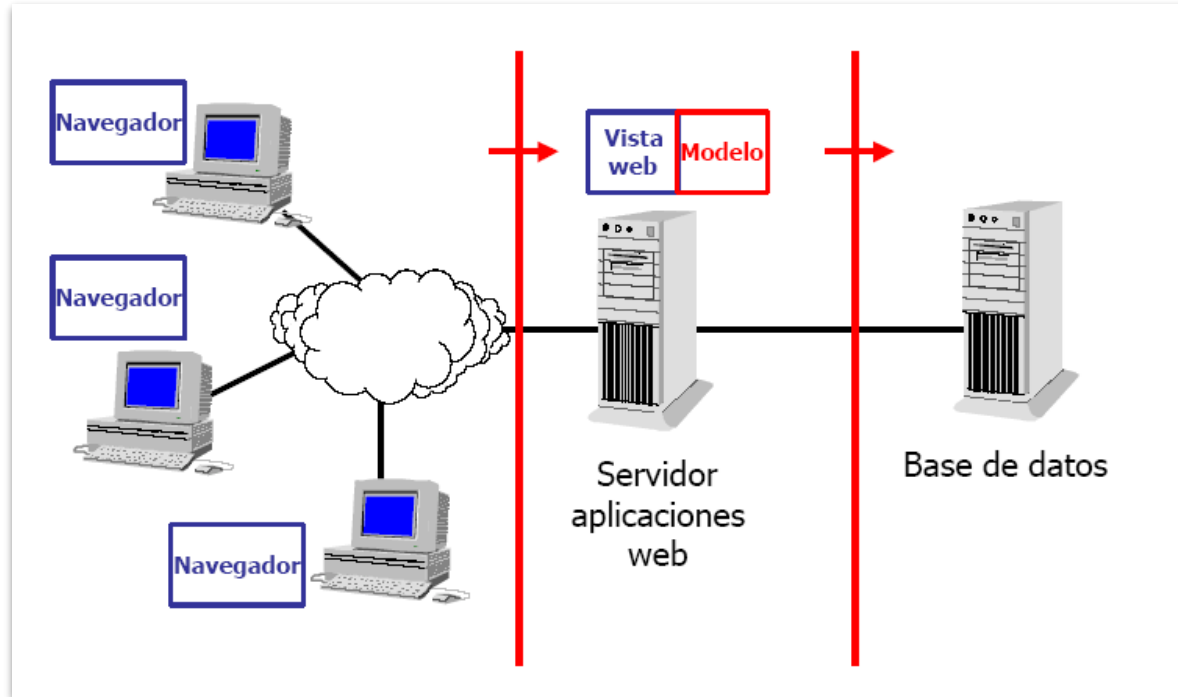 Navegador
Vista
web
Modelo
Navegador
Navegador
Servidor
aplicaciones
web
Base de datos